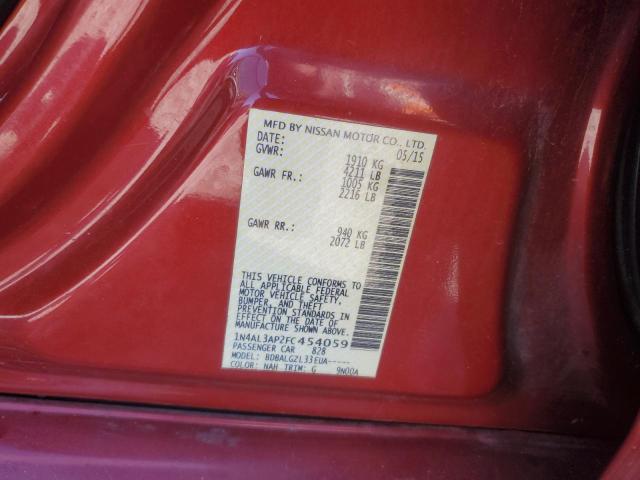 MFD BY NISSAN MOTOR CO., LTD.
DATE: 05/15
GVWR: 1910 KG
4211 LB
GAWR FR.: 1005 KG
2216 LB
GAWR RR.: 940 KG
2072 LB
THIS VEHICLE CONFORMS TO
ALL APPLICABLE FEDERAL
MOTOR VEHICLE SAFETY,
BUMPER, AND THEFT
PREVENTION STANDARDS IN
EFFECT ON THE DATE OF
MANUFACTURE SHOWN ABOVE.
1N4AL3AP2FC454059
PASSENGER CAR 828
MODEL: BDBALGZL33EUA-----
COLOR: NAH TRIM: G 9N00A